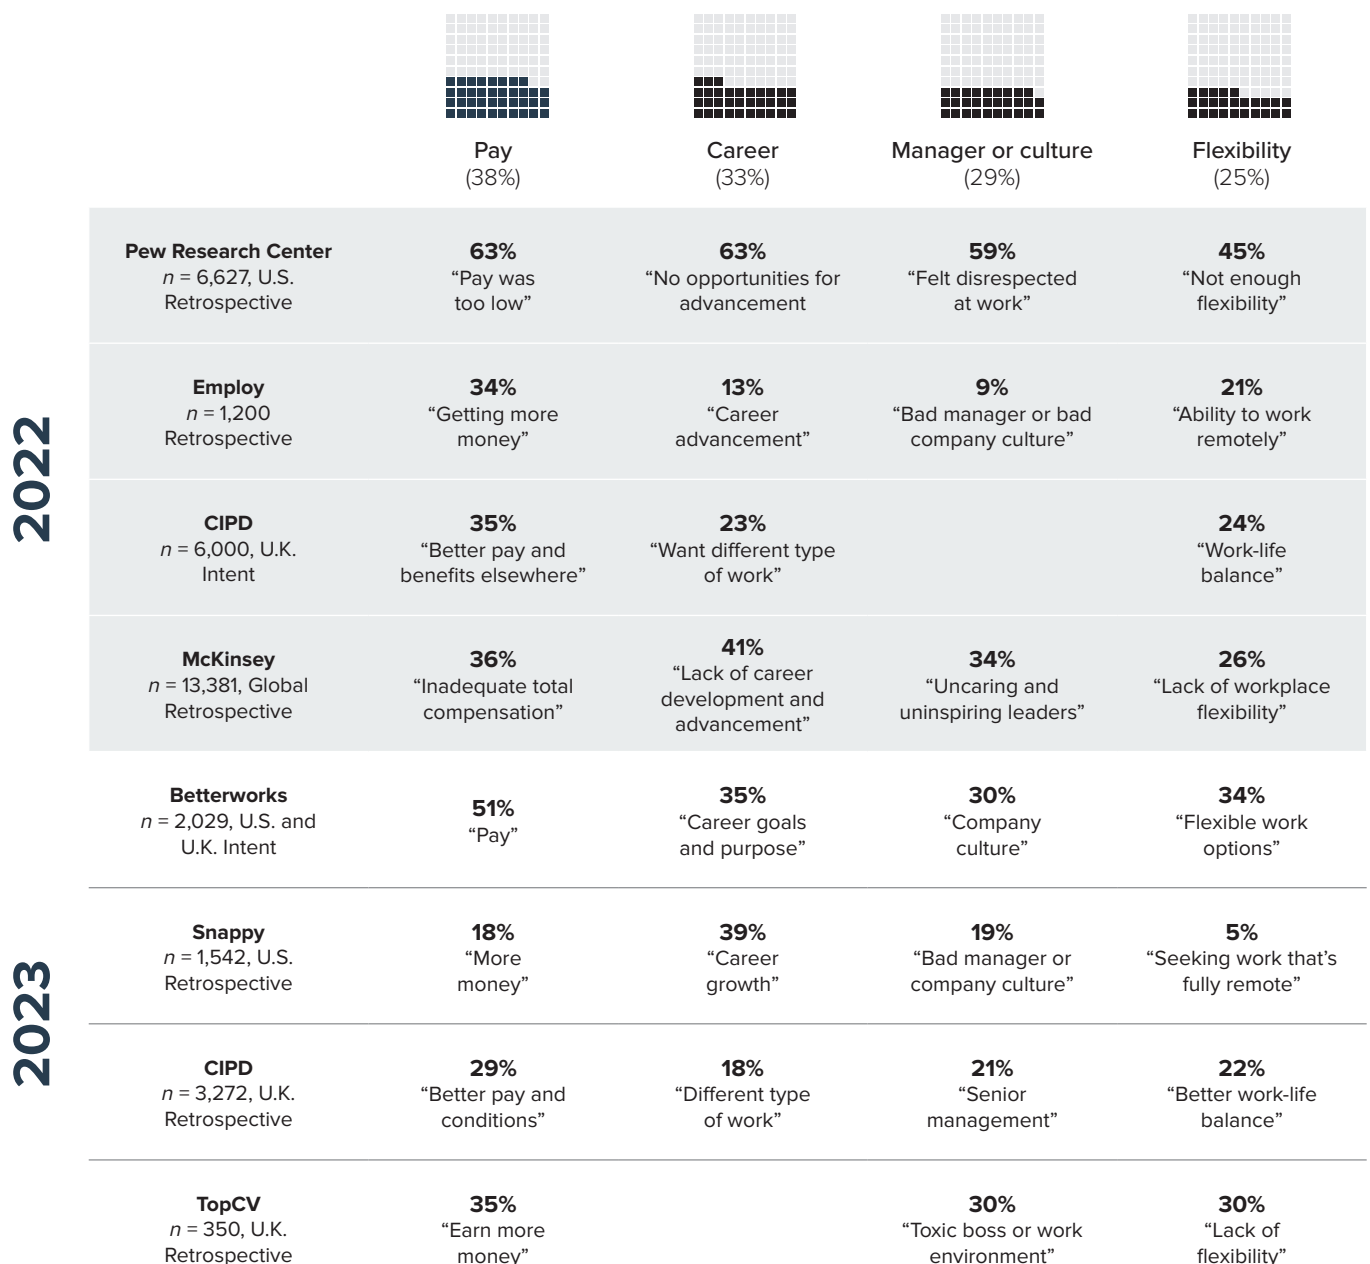 Pay
(38%)
Career
(33%)
Manager or culture
(29%)
Flexibility
(25%)
2022
Pew Research Center
n = 6,627, U.S.
Retrospective
63%
“Pay was
too low”
63%
“No opportunities for
advancement
59%
“Felt disrespected
at work”
45%
“Not enough
flexibility”
Employ
n = 1,200
Retrospective
34%
“Getting more
money”
13%
“Career
advancement”
9%
“Bad manager or bad
company culture”
21%
“Ability to work
remotely”
CIPD
n = 6,000, U.K.
Intent
35%
“Better pay and
benefits elsewhere”
23%
“Want different type
of work”
24%
“Work-life
balance”
McKinsey
n = 13,381, Global
Retrospective
36%
“Inadequate total
compensation”
41%
“Lack of career
development and
advancement”
34%
“Uncaring and
uninspiring leaders”
26%
“Lack of workplace
flexibility”
2023
Betterworks
n = 2,029, U.S. and
U.K. Intent
51%
“Pay”
35%
“Career goals
and purpose”
30%
“Company
culture”
34%
“Flexible work
options”
Snappy
n = 1,542, U.S.
Retrospective
18%
“More
money”
39%
“Career
growth”
19%
“Bad manager or
company culture”
5%
“Seeking work that’s
fully remote”
CIPD
n = 3,272, U.K.
Retrospective
29%
“Better pay and
conditions”
18%
“Different type
of work”
21%
“Senior
management”
22%
“Better work-life
balance”
TopCV
n = 350, U.K.
Retrospective
35%
“Earn more
money”
30%
“Toxic boss or work
environment”
30%
“Lack of
flexibility”